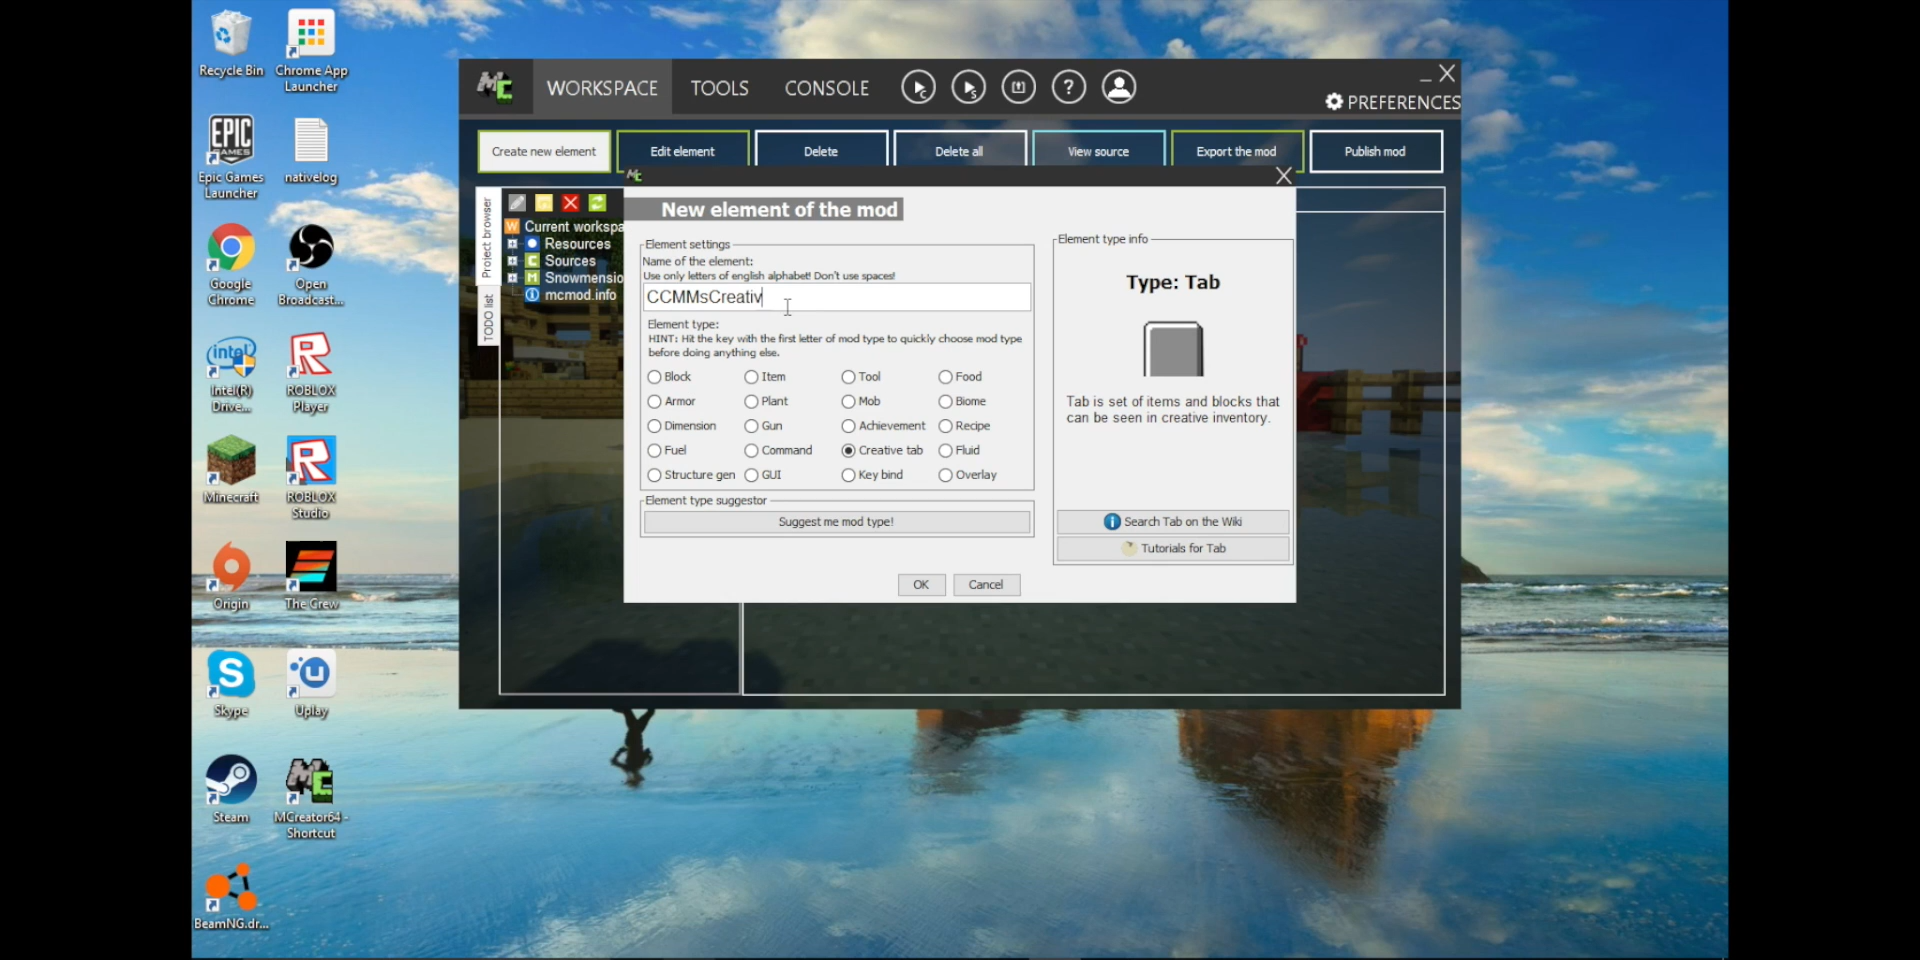 Recycle Bin
Chrome App
Launcher
EPIC
GAMES
Epic Games
Launcher
nativelog
Google
Chrome
Open
Broadcast...
intel
Intel(R)
Drive...
ROBLOX
Player
Minecraft
ROBLOX
Studio
Origin
The Crew
Skype
Uplay
Steam
MCreator64 -
Shortcut
BeamNG.dr...
WORKSPACE
TOOLS
CONSOLE
PREFERENCES
Create new element
Edit element
Delete
Delete all
View source
Export the mod
Publish mod
Project browser
TODO list
Current workspa
Resources
Sources
Snowmensio
mcmod.info
New element of the mod
Element settings
Name of the element:
Use only letters of english alphabet! Don't use spaces!
CCMMsCreativ
Element type:
HINT: Hit the key with the first letter of mod type to quickly choose mod type
before doing anything else.
Block Item Tool Food
Armor Plant Mob Biome
Dimension Gun Achievement Recipe
Fuel Command Creative tab Fluid
Structure gen GUI Key bind Overlay
Element type suggestor
Suggest me mod type!
OK
Cancel
Element type info
Type: Tab
Tab is set of items and blocks that
can be seen in creative inventory.
Search Tab on the Wiki
Tutorials for Tab